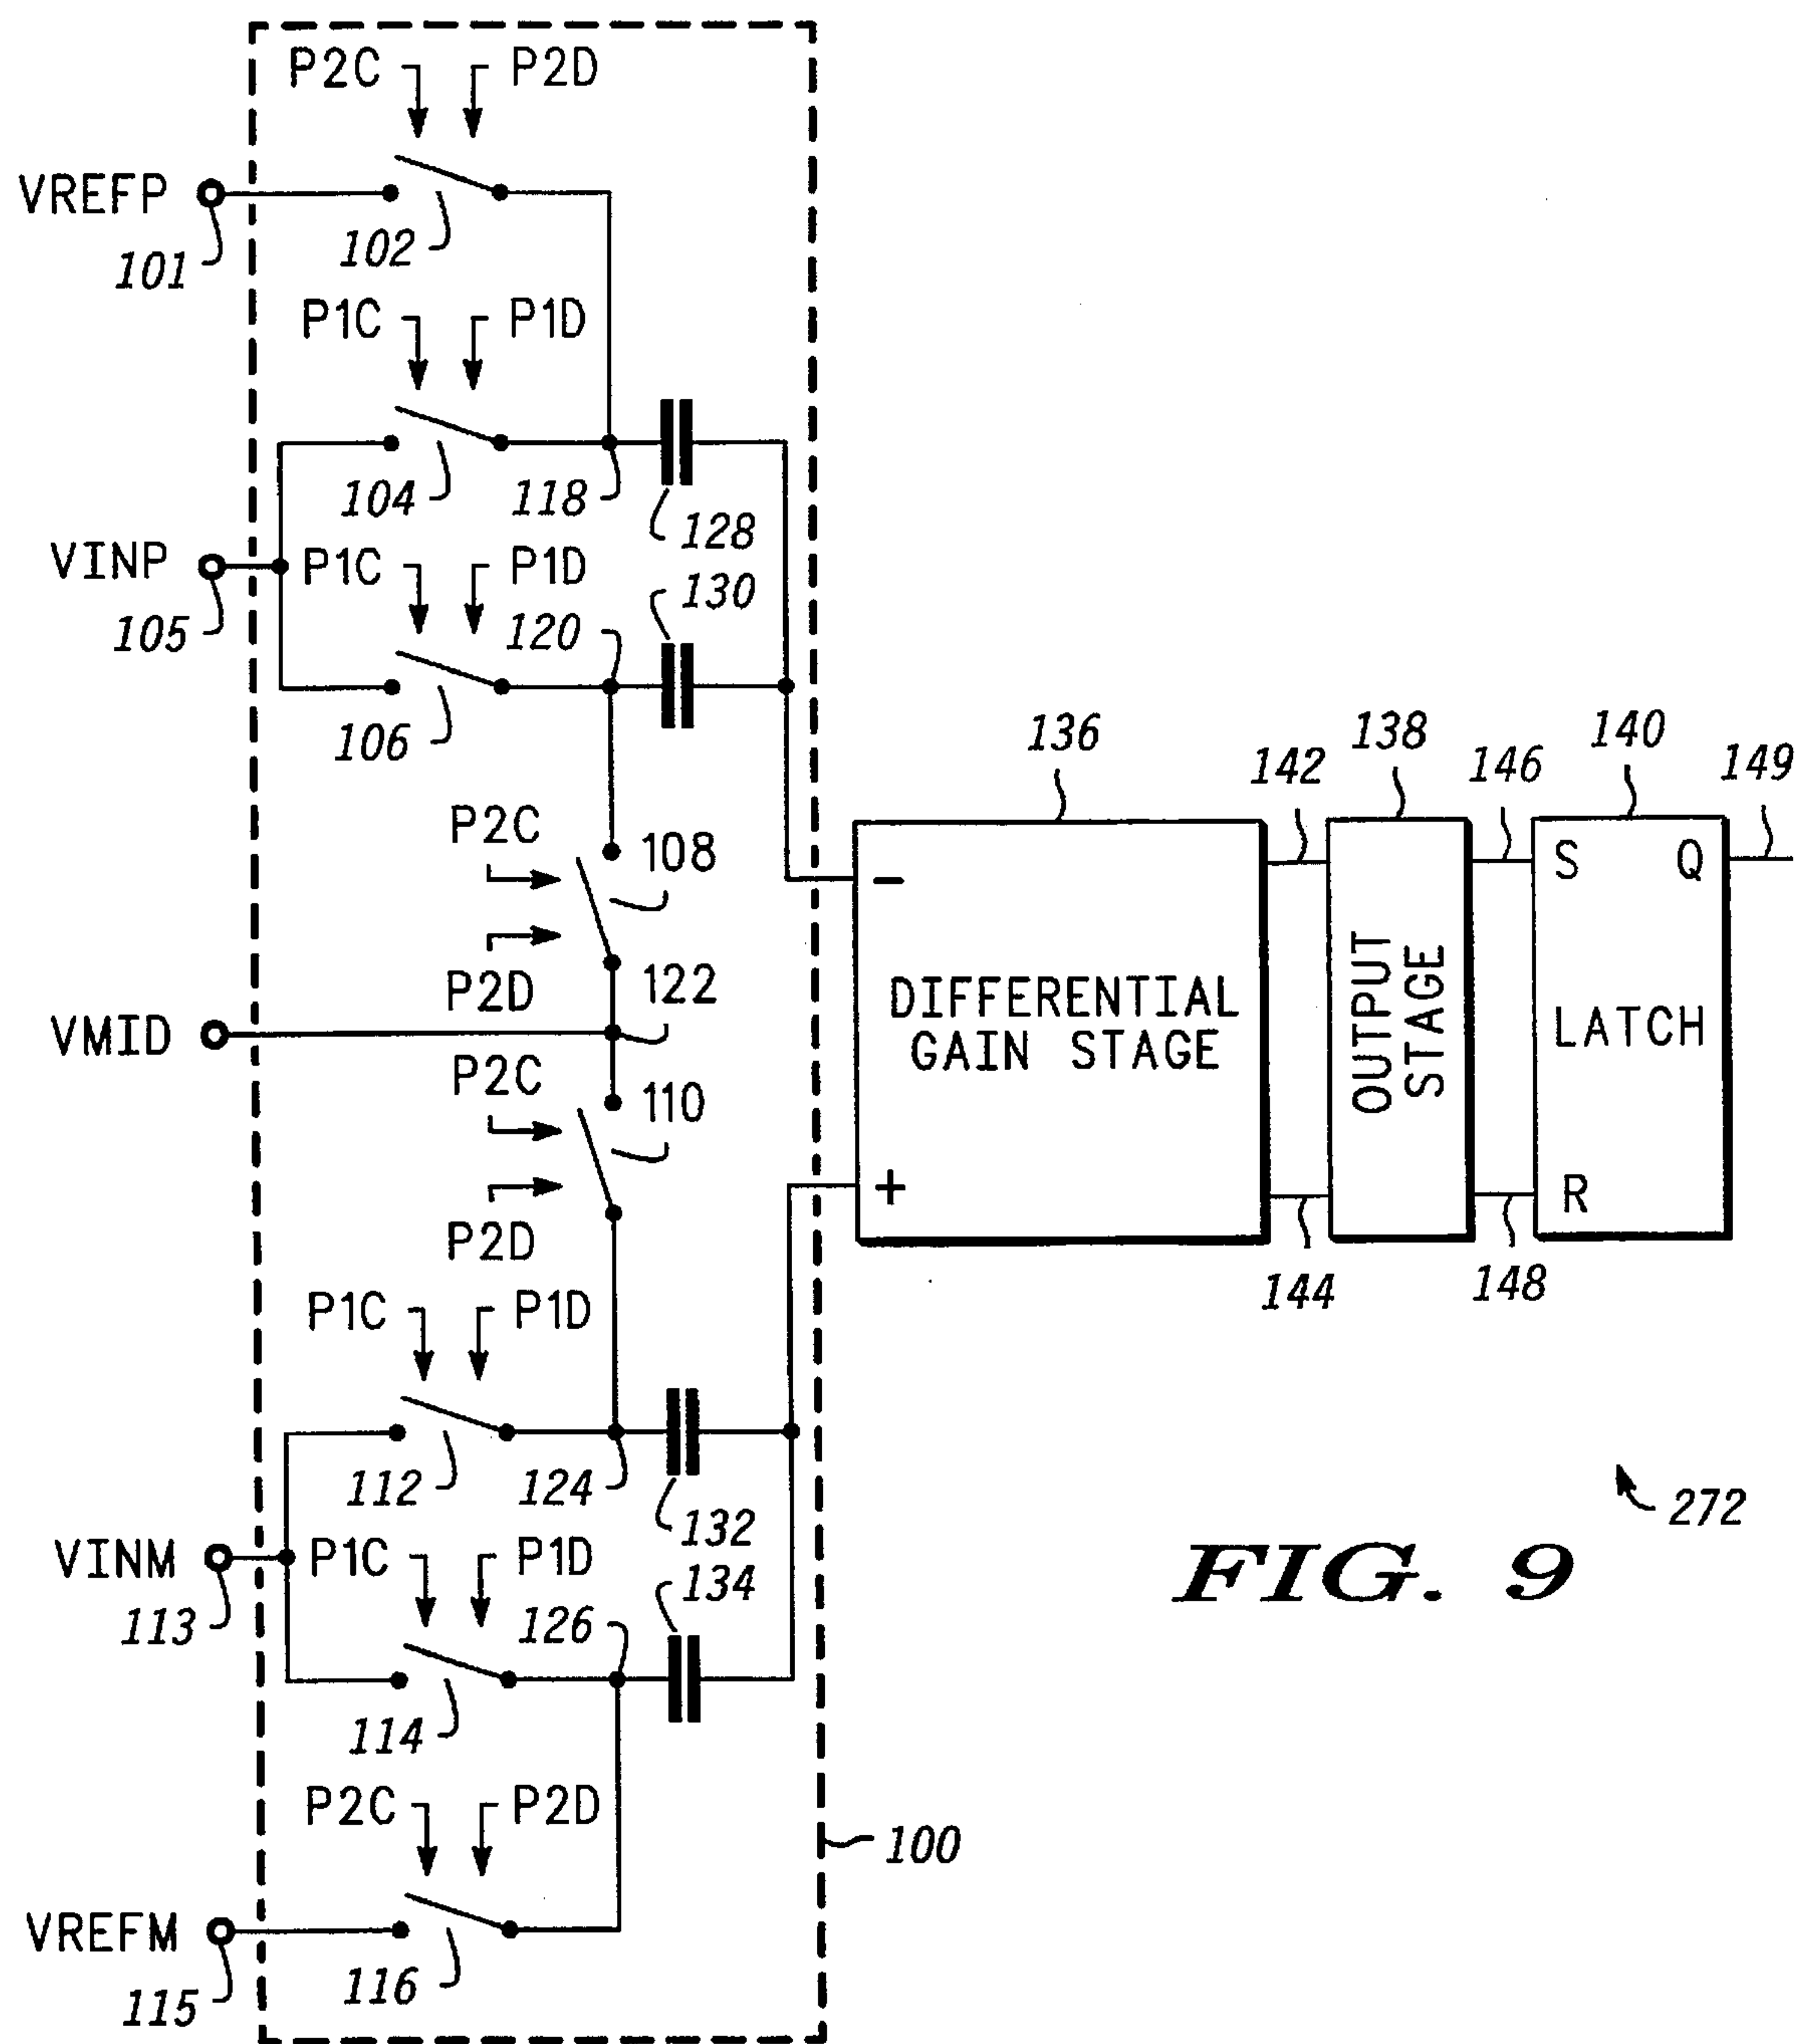 P2C P2D
VREFP
101
102
P1C P1D
104 118
128
VINP
P1C P1D
130
105
120
106
P2C
108
P2D
122
VMID
P2C
110
P2D
136
142
138
146
140
149
−
+
DIFFERENTIAL
GAIN STAGE
OUTPUT
STAGE
S Q
LATCH
R
144
148
P1C P1D
112 124
132
VINM
P1C P1D
134
113
126
114
P2C P2D
100
VREFM
115
116
272
FIG. 9